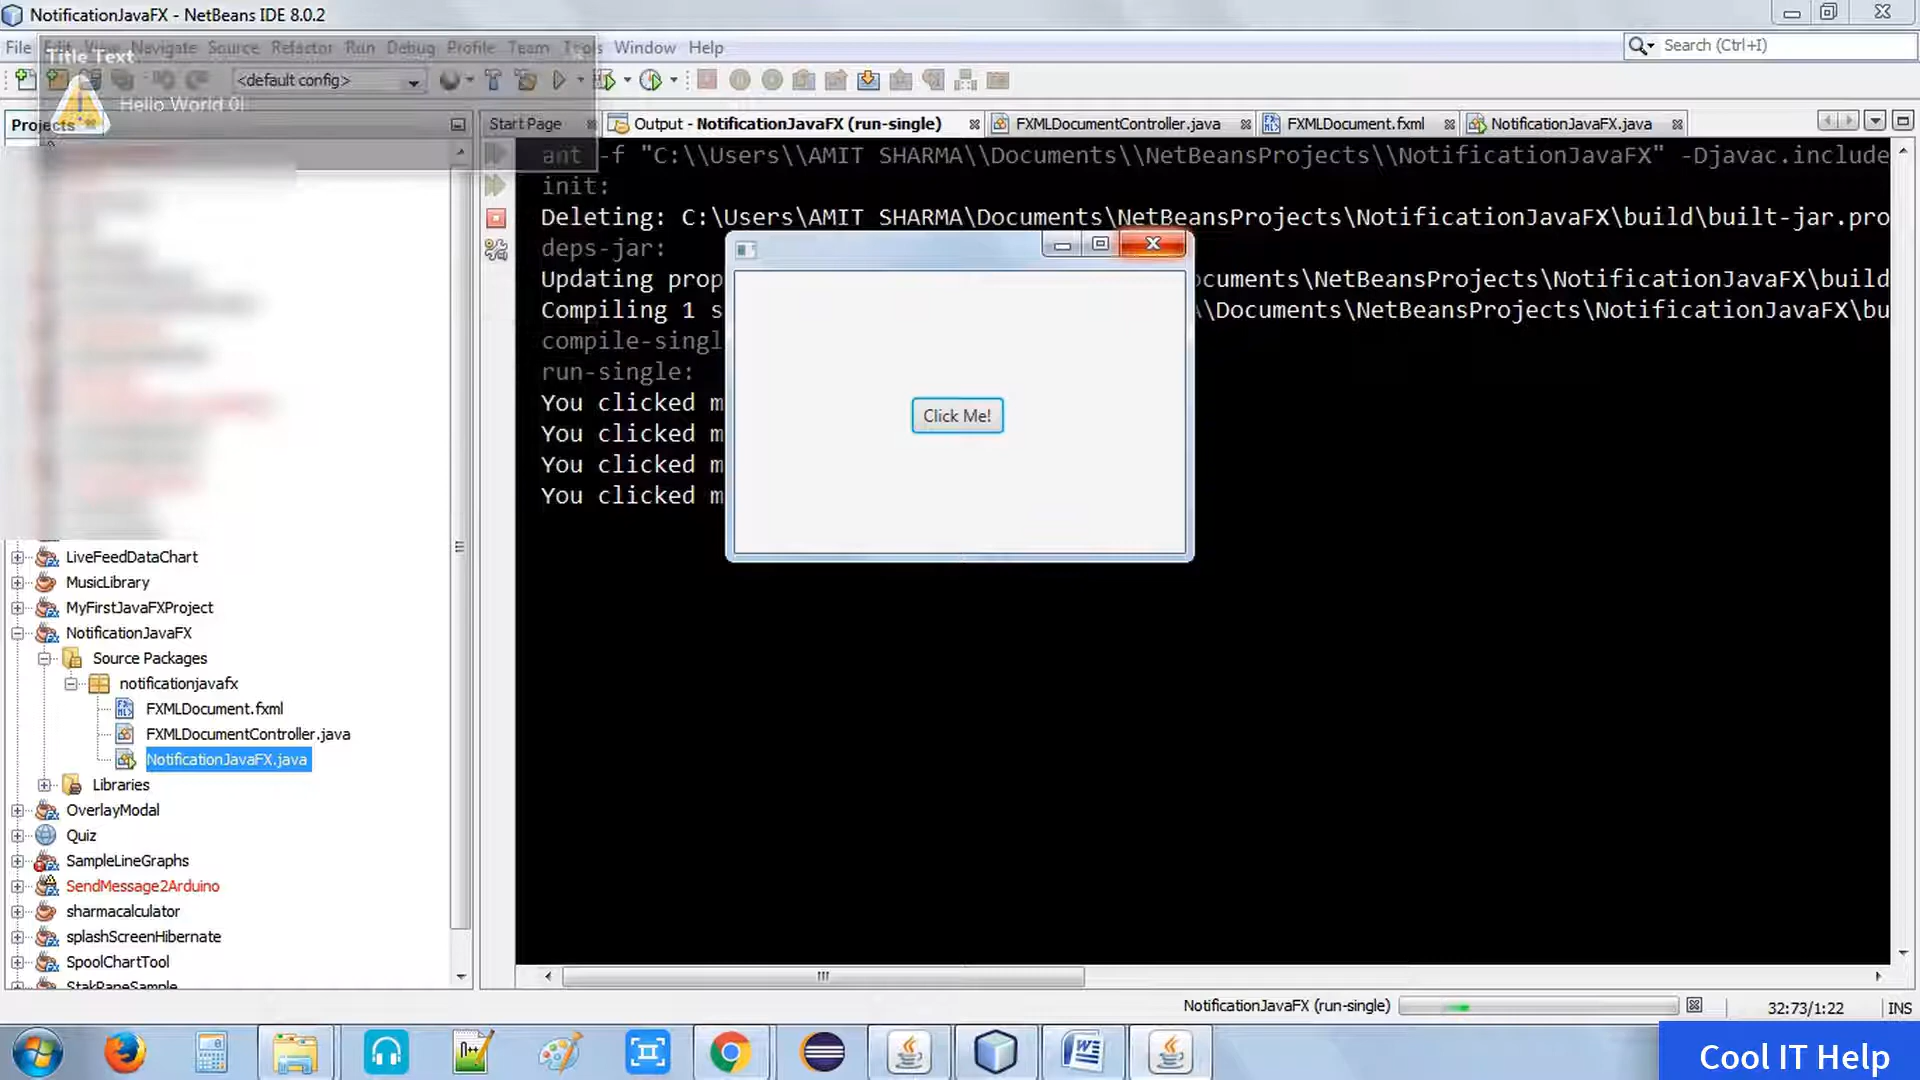 NotificationJavaFX - NetBeans IDE 8.0.2
File Edit View Navigate Source Refactor Run Debug Profile Team Tools Window Help
Search (Ctrl+I)
Title Text
<default config>
Hello World 0!
Projects
Start Page
Output - NotificationJavaFX (run-single)
FXMLDocumentController.java
FXMLDocument.fxml
NotificationJavaFX.java
ant -f "C:\\Users\\AMIT SHARMA\\Documents\\NetBeansProjects\\NotificationJavaFX" -Djavac.include
init:
Deleting: C:\Users\AMIT SHARMA\Documents\NetBeansProjects\NotificationJavaFX\build\built-jar.pro
deps-jar:
Updating prop
cuments\NetBeansProjects\NotificationJavaFX\build
Compiling 1 s
\Documents\NetBeansProjects\NotificationJavaFX\bu
compile-singl
run-single:
You clicked m
You clicked m
You clicked m
You clicked m
Click Me!
LiveFeedDataChart
MusicLibrary
MyFirstJavaFXProject
NotificationJavaFX
Source Packages
notificationjavafx
FXMLDocument.fxml
FXMLDocumentController.java
NotificationJavaFX.java
Libraries
OverlayModal
Quiz
SampleLineGraphs
SendMessage2Arduino
sharmacalculator
splashScreenHibernate
SpoolChartTool
StakPaneSample
NotificationJavaFX (run-single)
32:73/1:22
INS
Cool IT Help